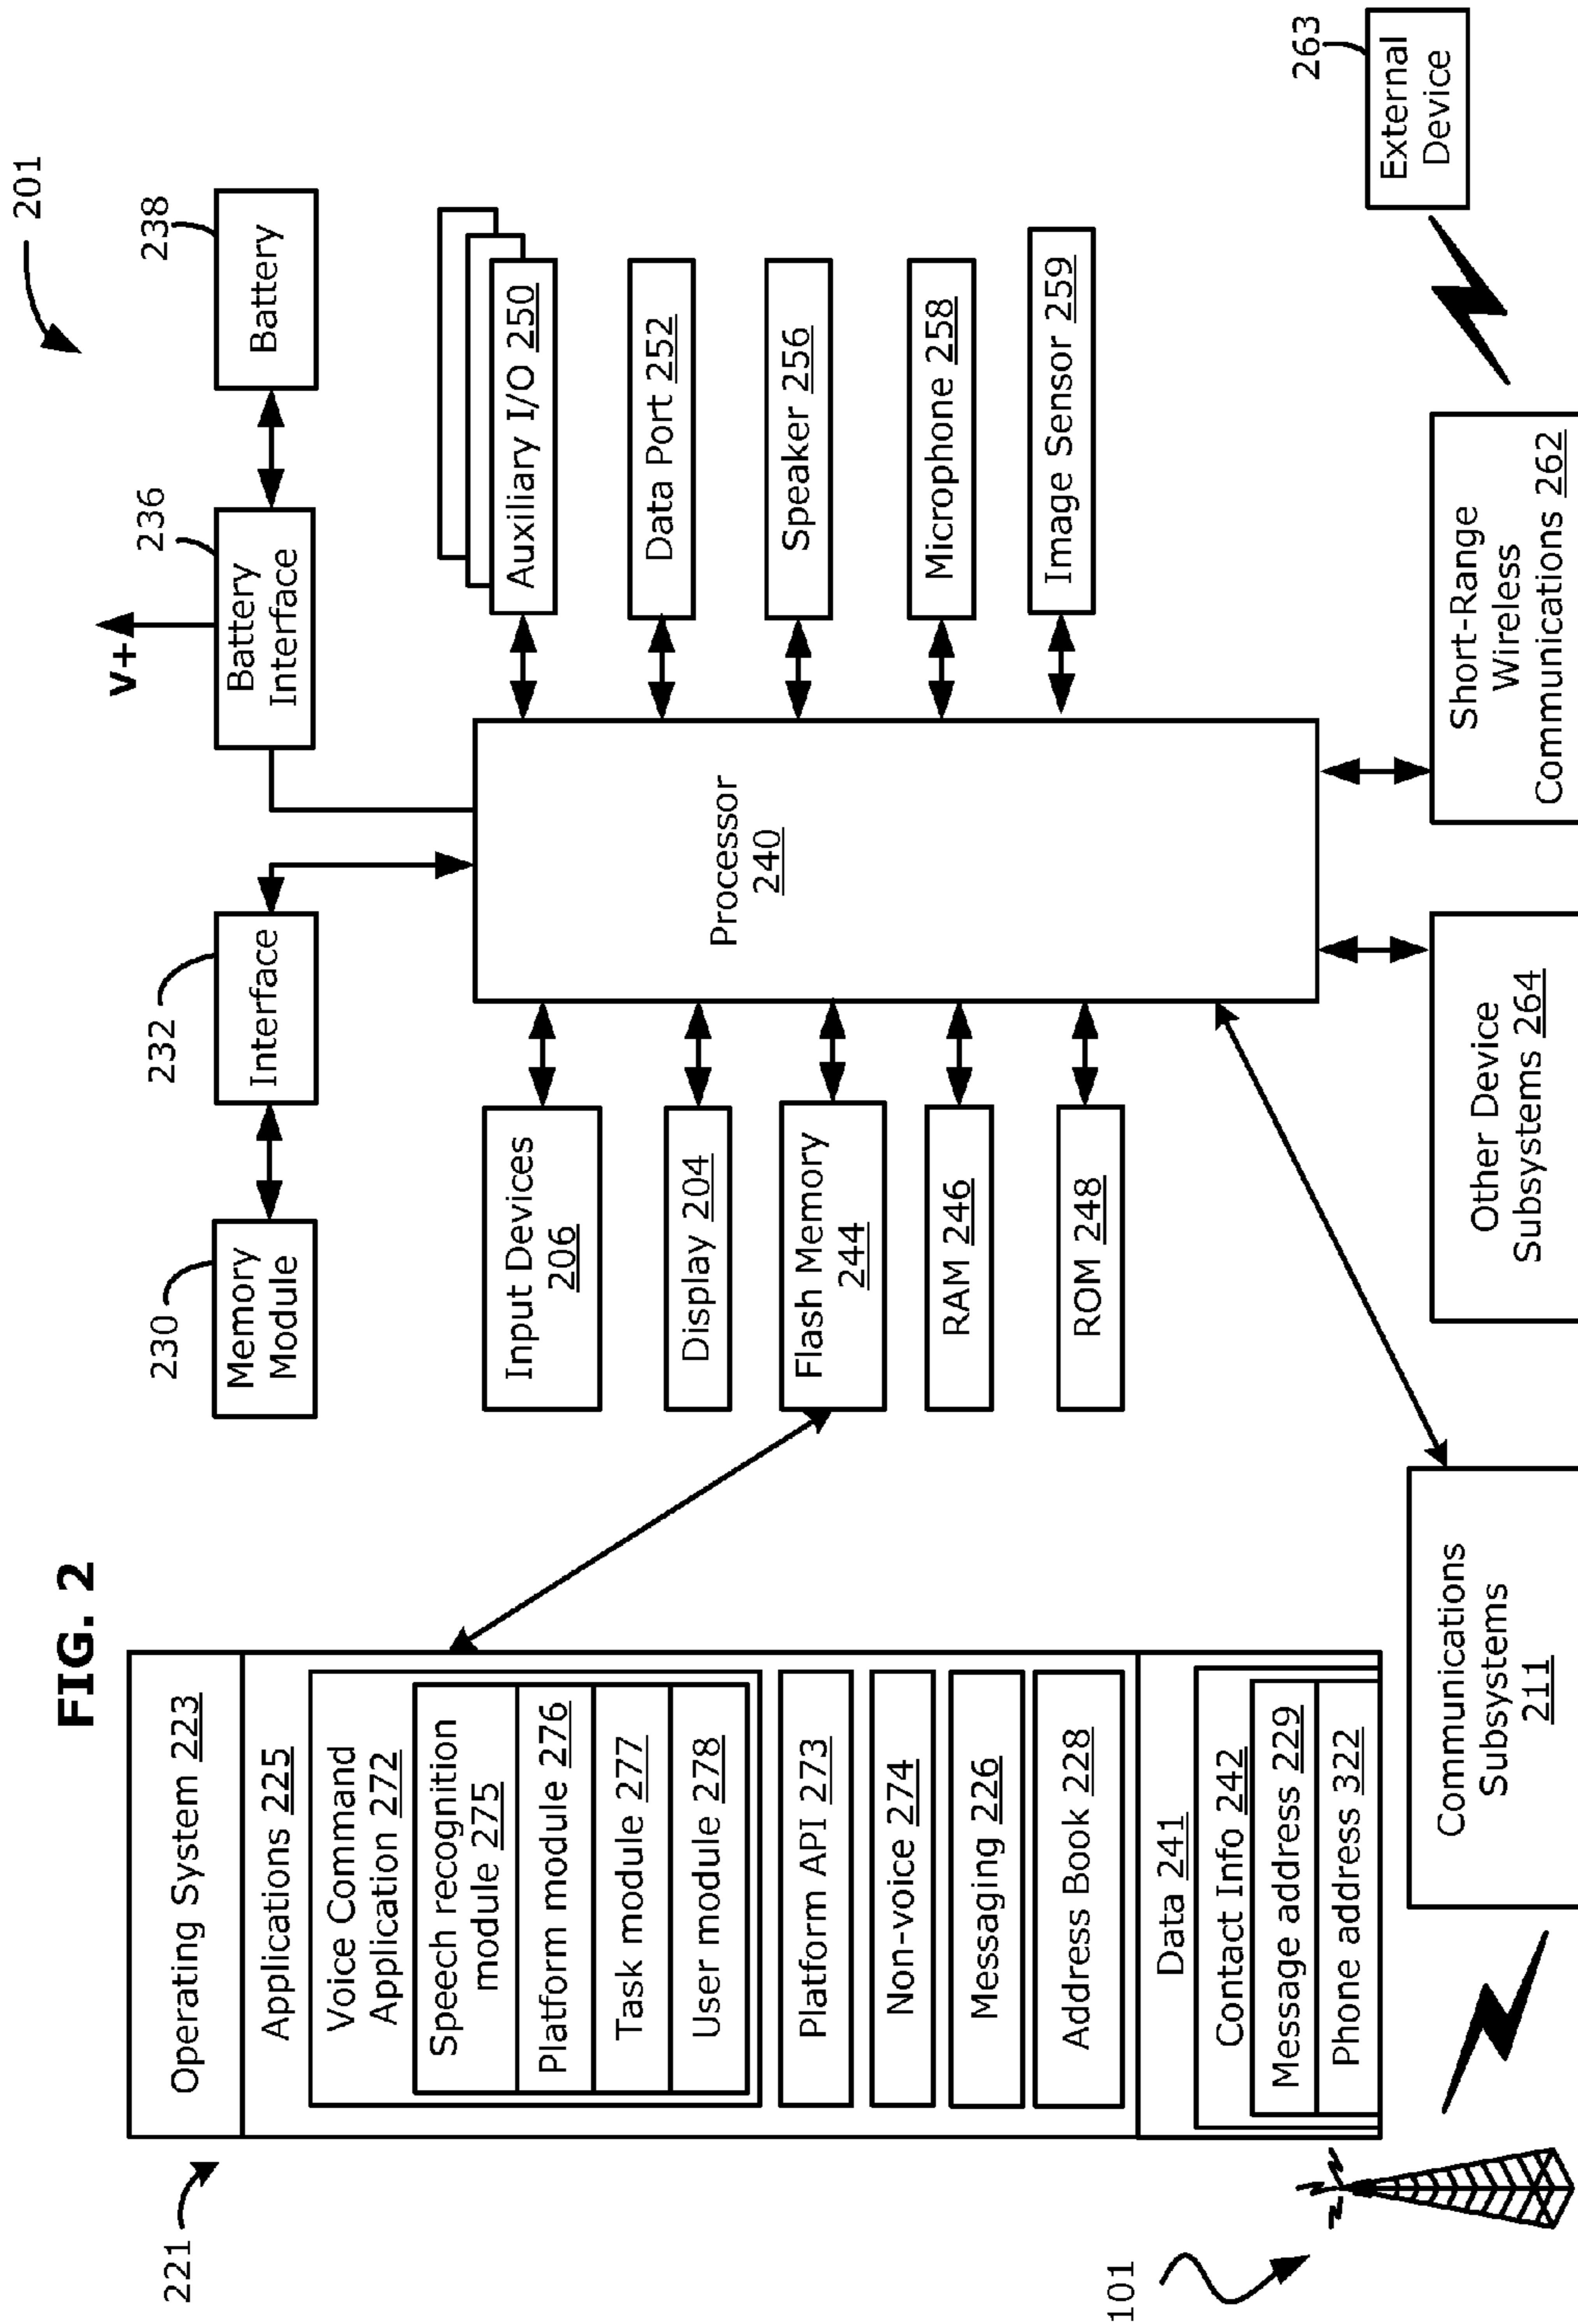 FIG. 2
201
221
Operating System 223
Applications 225
Voice Command
Application 272
Speech recognition
module 275
Platform module 276
Task module 277
User module 278
Platform API 273
Non-voice 274
Messaging 226
Address Book 228
Data 241
Contact Info 242
Message address 229
Phone address 322
101
230
Memory
Module
232
Interface
V+
236
Battery
Interface
238
Battery
Input Devices
206
Display 204
Flash Memory
244
RAM 246
ROM 248
Processor
240
Auxiliary I/O 250
Data Port 252
Speaker 256
Microphone 258
Image Sensor 259
Communications
Subsystems
211
Other Device
Subsystems 264
Short-Range
Wireless
Communications 262
263
External
Device